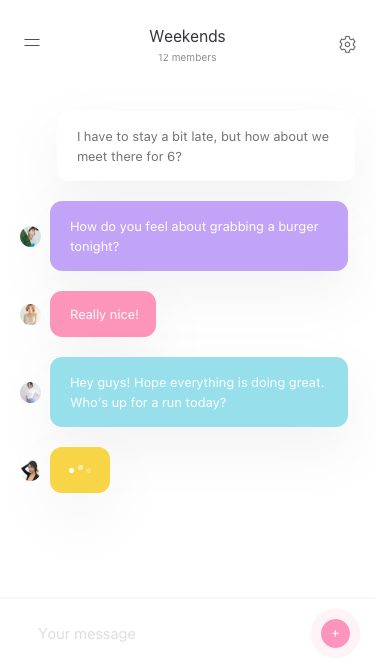 Weekends
12 members
I have to stay a bit late, but how about we
meet there for 6?
How do you feel about grabbing a burger
tonight?
Really nice!
Hey guys! Hope everything is doing great.
Who's up for a run today?
Your message
+